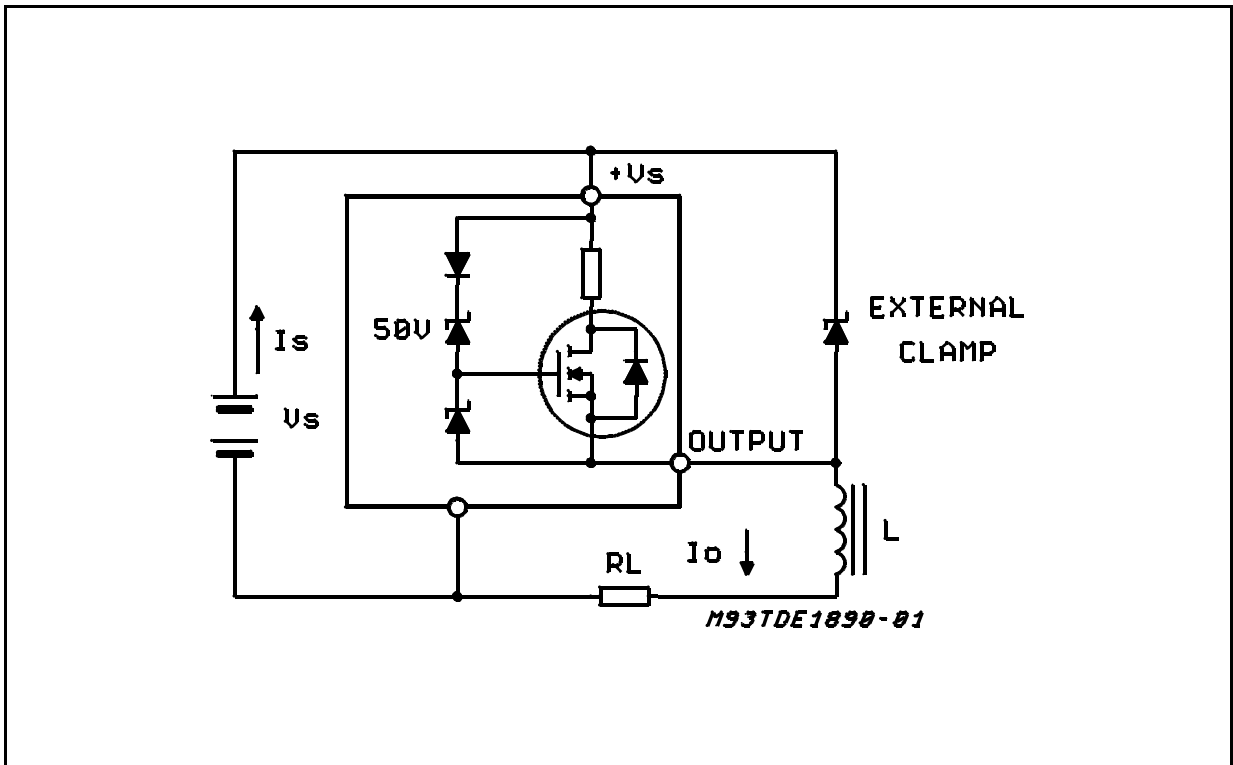 +Vs
50V
Is
Vs
EXTERNAL
CLAMP
OUTPUT
L
Io
RL
M93TDE1890-01